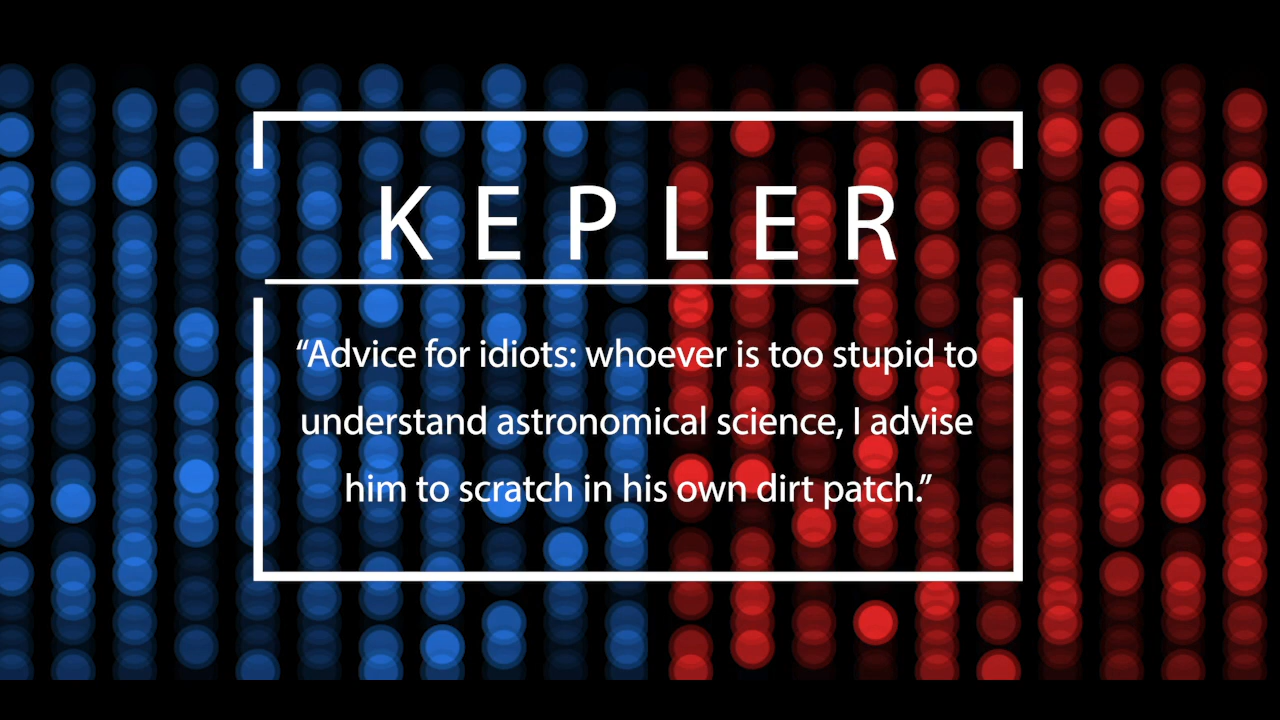 KEPLER
“Advice for idiots: whoever is too stupid to
understand astronomical science, I advise
him to scratch in his own dirt patch.”